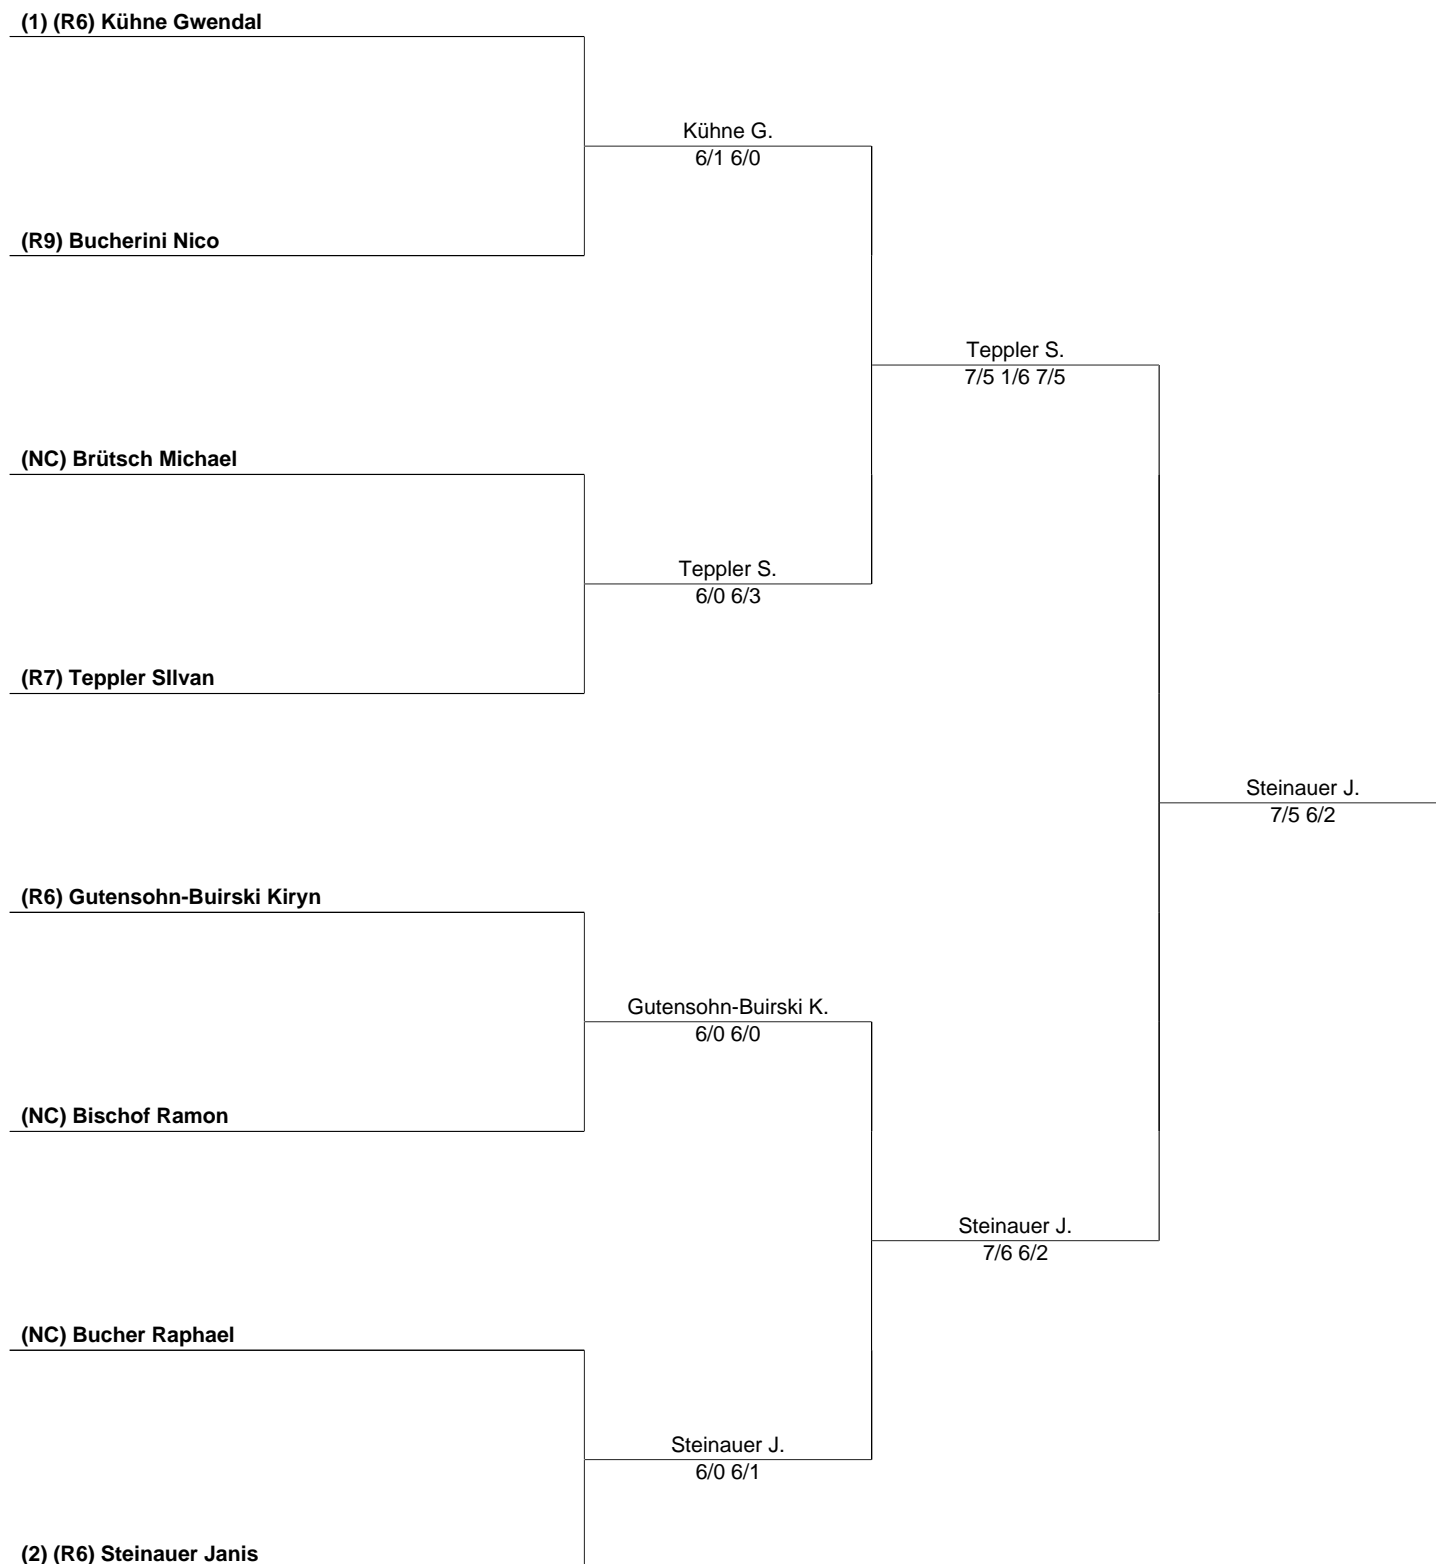 (1) (R6) Kühne Gwendal
Kühne G.
6/1 6/0
(R9) Bucherini Nico
Teppler S.
7/5 1/6 7/5
(NC) Brütsch Michael
Teppler S.
6/0 6/3
(R7) Teppler SIlvan
Steinauer J.
7/5 6/2
(R6) Gutensohn-Buirski Kiryn
Gutensohn-Buirski K.
6/0 6/0
(NC) Bischof Ramon
Steinauer J.
7/6 6/2
(NC) Bucher Raphael
Steinauer J.
6/0 6/1
(2) (R6) Steinauer Janis